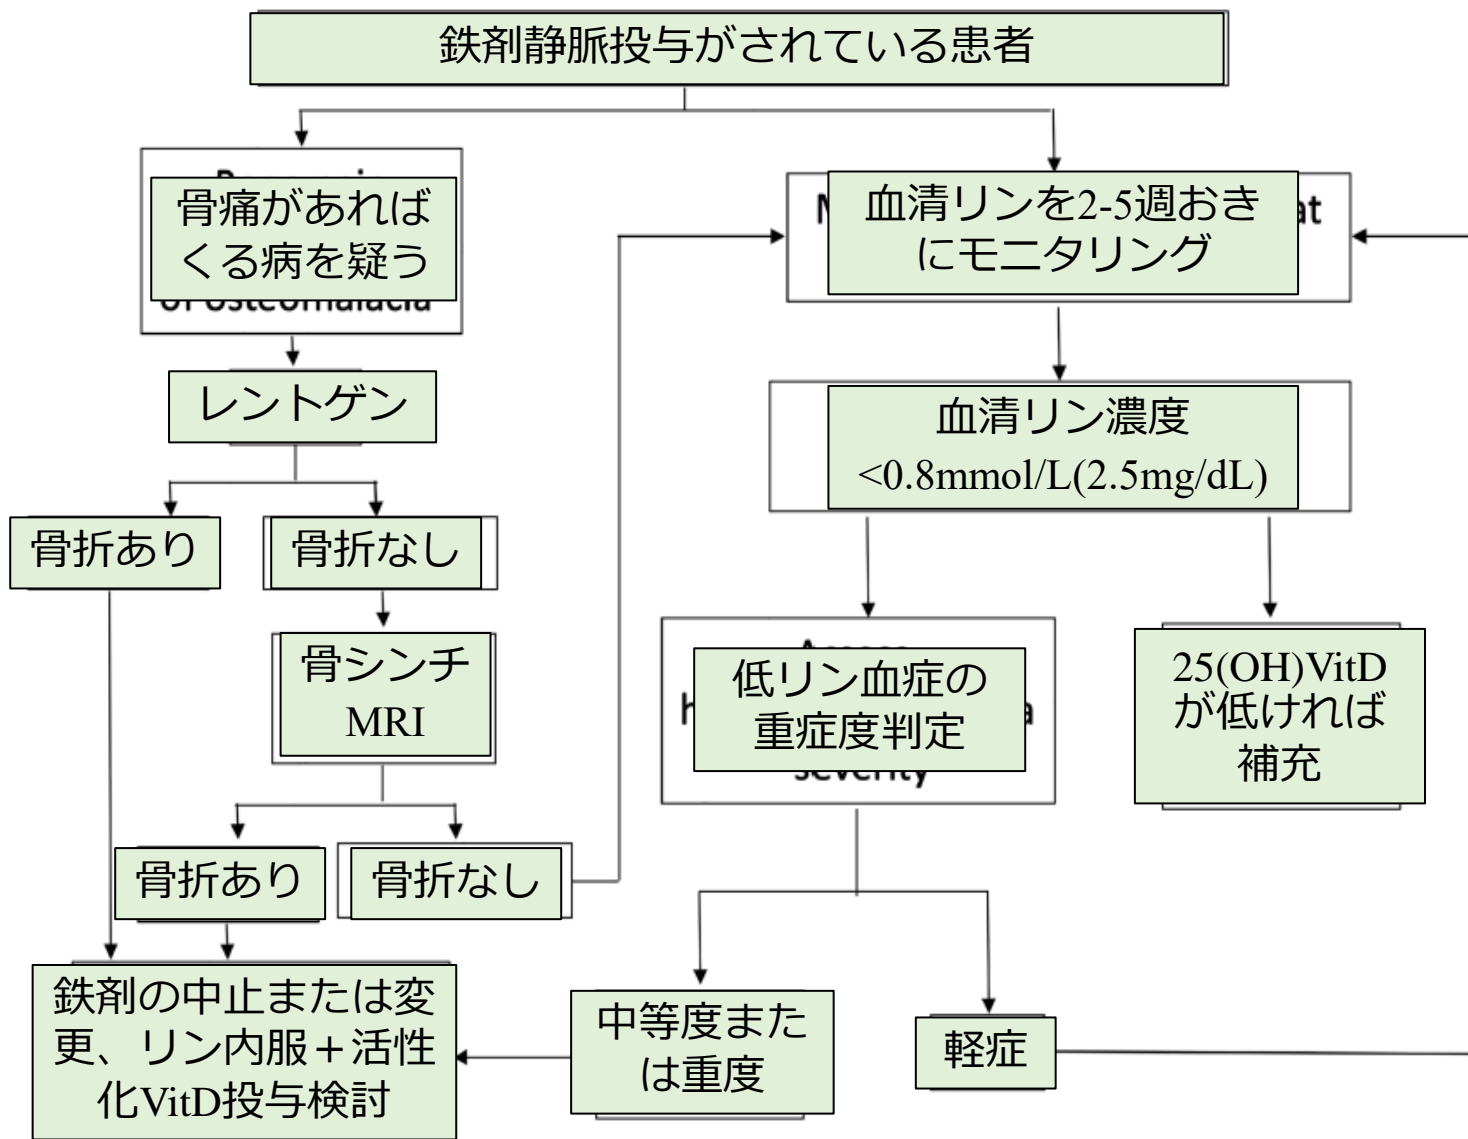 鉄剤静脈投与がされている患者
骨痛があれば
くる病を疑う
of osteomalacia
血清リンを2-5週おき
にモニタリング
at
レントゲン
血清リン濃度
<0.8mmol/L(2.5mg/dL)
骨折あり
骨折なし
骨シンチ
MRI
低リン血症の
重症度判定
severity
25(OH)VitD
が低ければ
補充
骨折あり
骨折なし
鉄剤の中止または変
更、リン内服＋活性
化VitD投与検討
中等度また
は重度
軽症